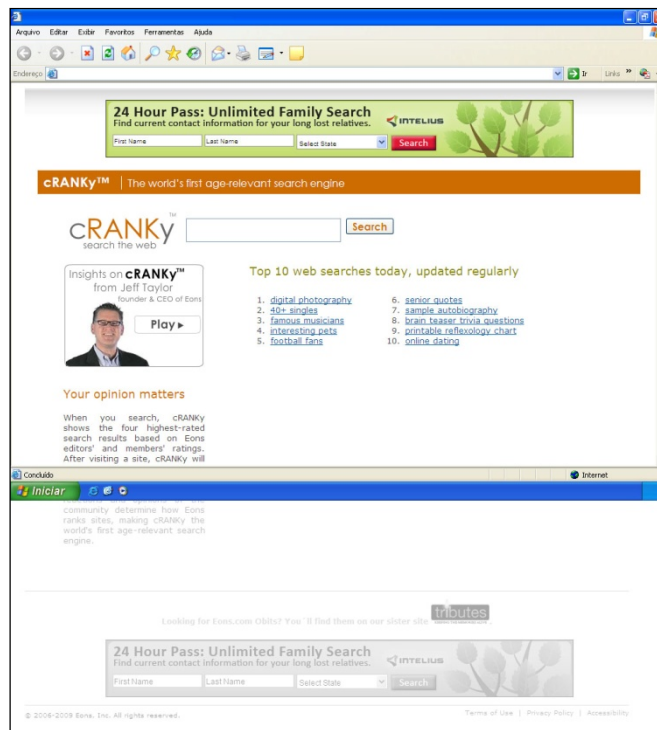 Arquivo Editar Exibir Favoritos Ferramentas Ajuda
Endereço Ir Links »
24 Hour Pass: Unlimited Family Search
Find current contact information for your long lost relatives.
INTELIUS
First Name Last Name Select State Search
cRANKy™ The world's first age-relevant search engine
cRANKy™
search the web
Search
Insights on cRANKy™
from Jeff Taylor
founder & CEO of Eons
Play
Top 10 web searches today, updated regularly
1. digital photography
2. 40+ singles
3. famous musicians
4. interesting pets
5. football fans
6. senior quotes
7. sample autobiography
8. brain teaser trivia questions
9. printable reflexology chart
10. online dating
Your opinion matters
When you search, cRANKy
shows the four highest-rated
search results based on Eons
editors' and members' ratings.
After visiting a site, cRANKy will
Concluído Internet
Iniciar
community determine how Eons
ranks sites, making cRANKy the
world's first age-relevant search
engine.
Looking for Eons.com Obits? You'll find them on our sister site tributes
24 Hour Pass: Unlimited Family Search
Find current contact information for your long lost relatives.
INTELIUS
First Name Last Name Select State Search
© 2006-2009 Eons, Inc. All rights reserved.
Terms of Use | Privacy Policy | Accessibility